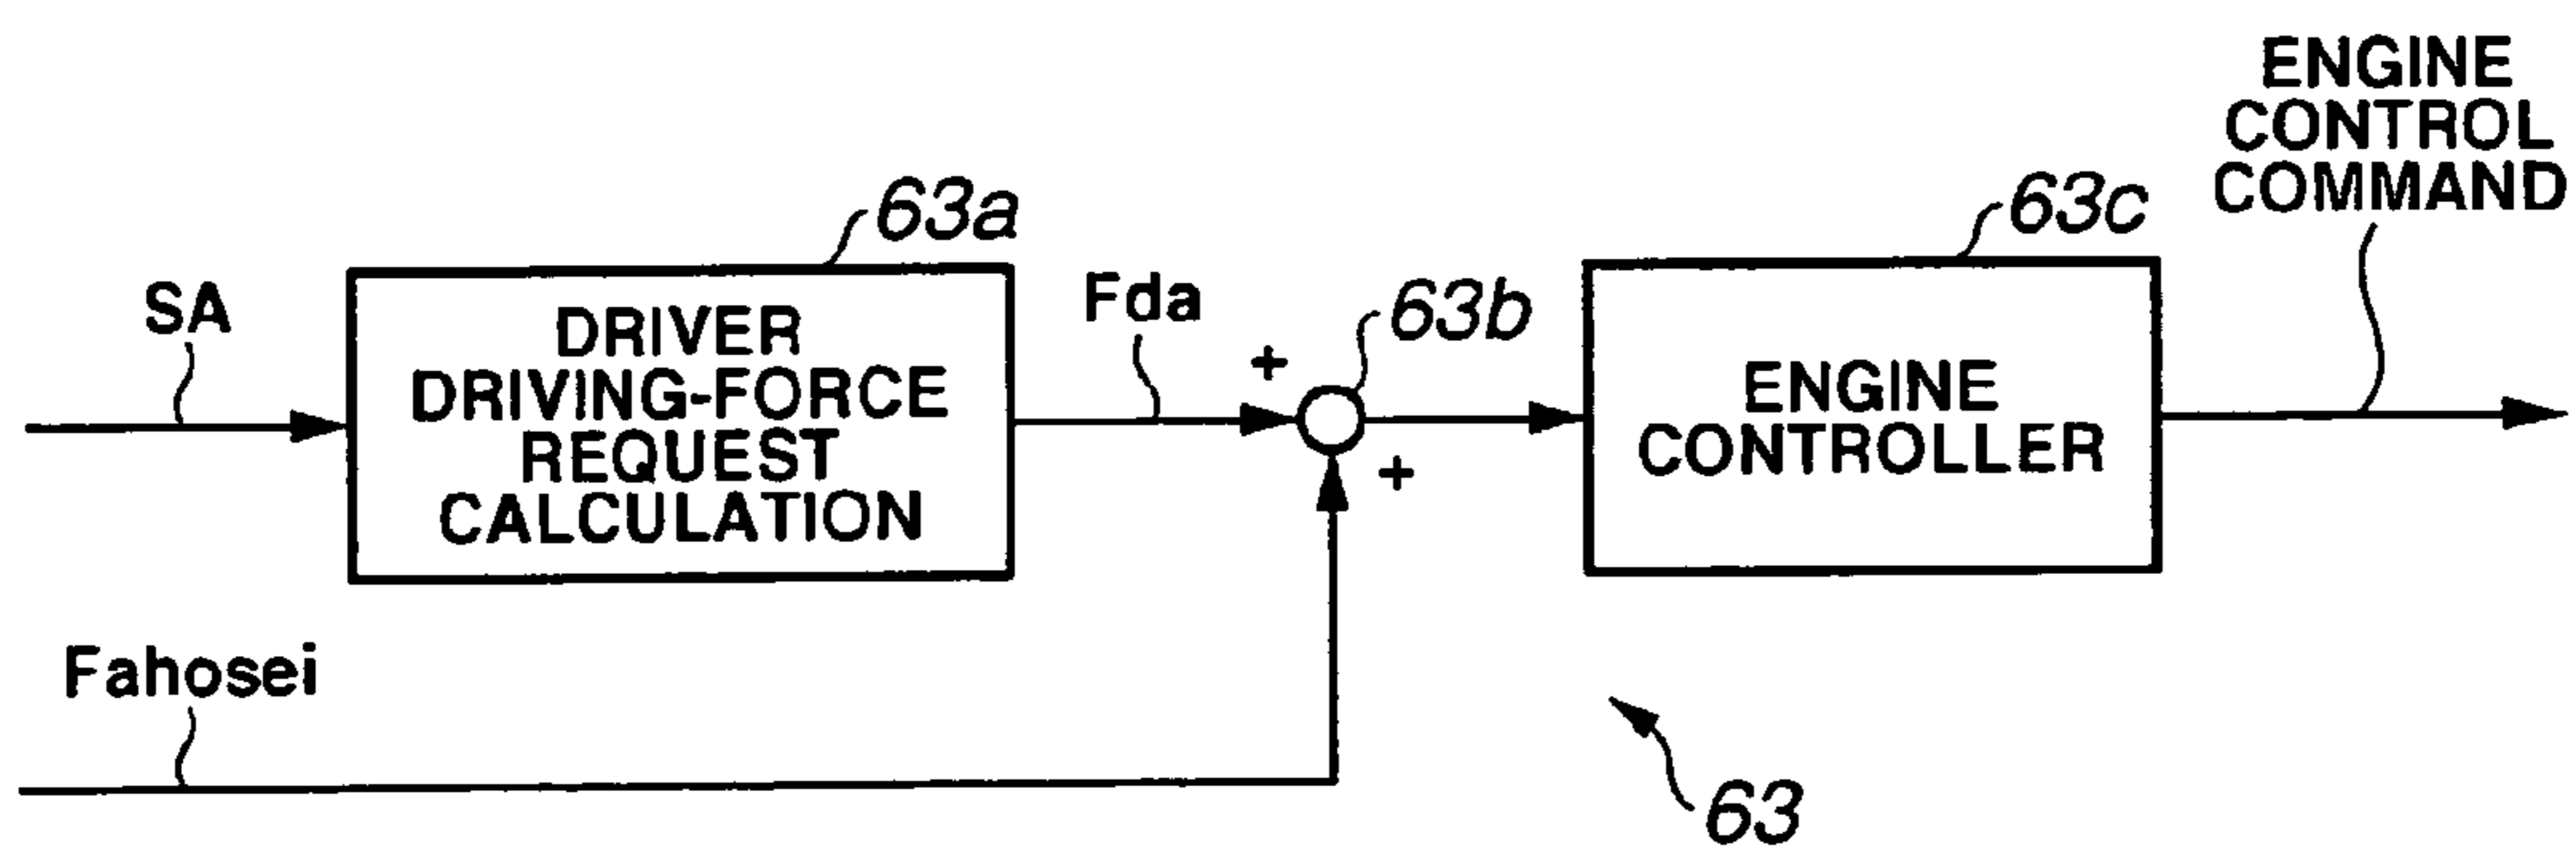 ENGINE
CONTROL
COMMAND
63a
63c
SA
Fda
63b
DRIVER
DRIVING-FORCE
REQUEST
CALCULATION
+
+
ENGINE
CONTROLLER
Fahosei
63